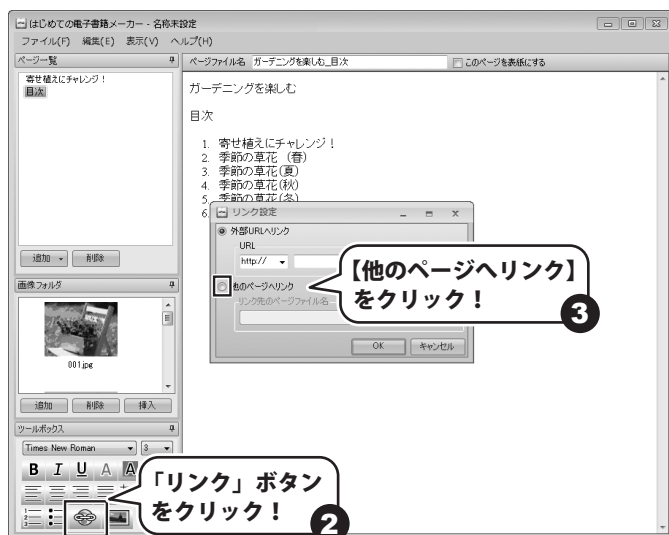 はじめての電子書籍メーカー - 名称未設定
ファイル(F) 編集(E) 表示(V) ヘルプ(H)
ページ一覧
寄せ植えにチャレンジ！
目次
追加 削除
画像フォルダ
001.jpg
追加 削除 挿入
ツールボックス
Times New Roman 3
B I U A A
ページファイル名 ガーデニングを楽しむ_目次 このページを表紙にする
ガーデニングを楽しむ
目次
1. 寄せ植えにチャレンジ！
2. 季節の草花 (春)
3. 季節の草花(夏)
4. 季節の草花(秋)
5. 季節の草花(冬)
6.
リンク設定
外部URLへリンク
URL
http://
他のページへリンク
リンク先のページファイル名
OK キャンセル
【他のページへリンク】
をクリック！
3
「リンク」ボタン
をクリック！
2